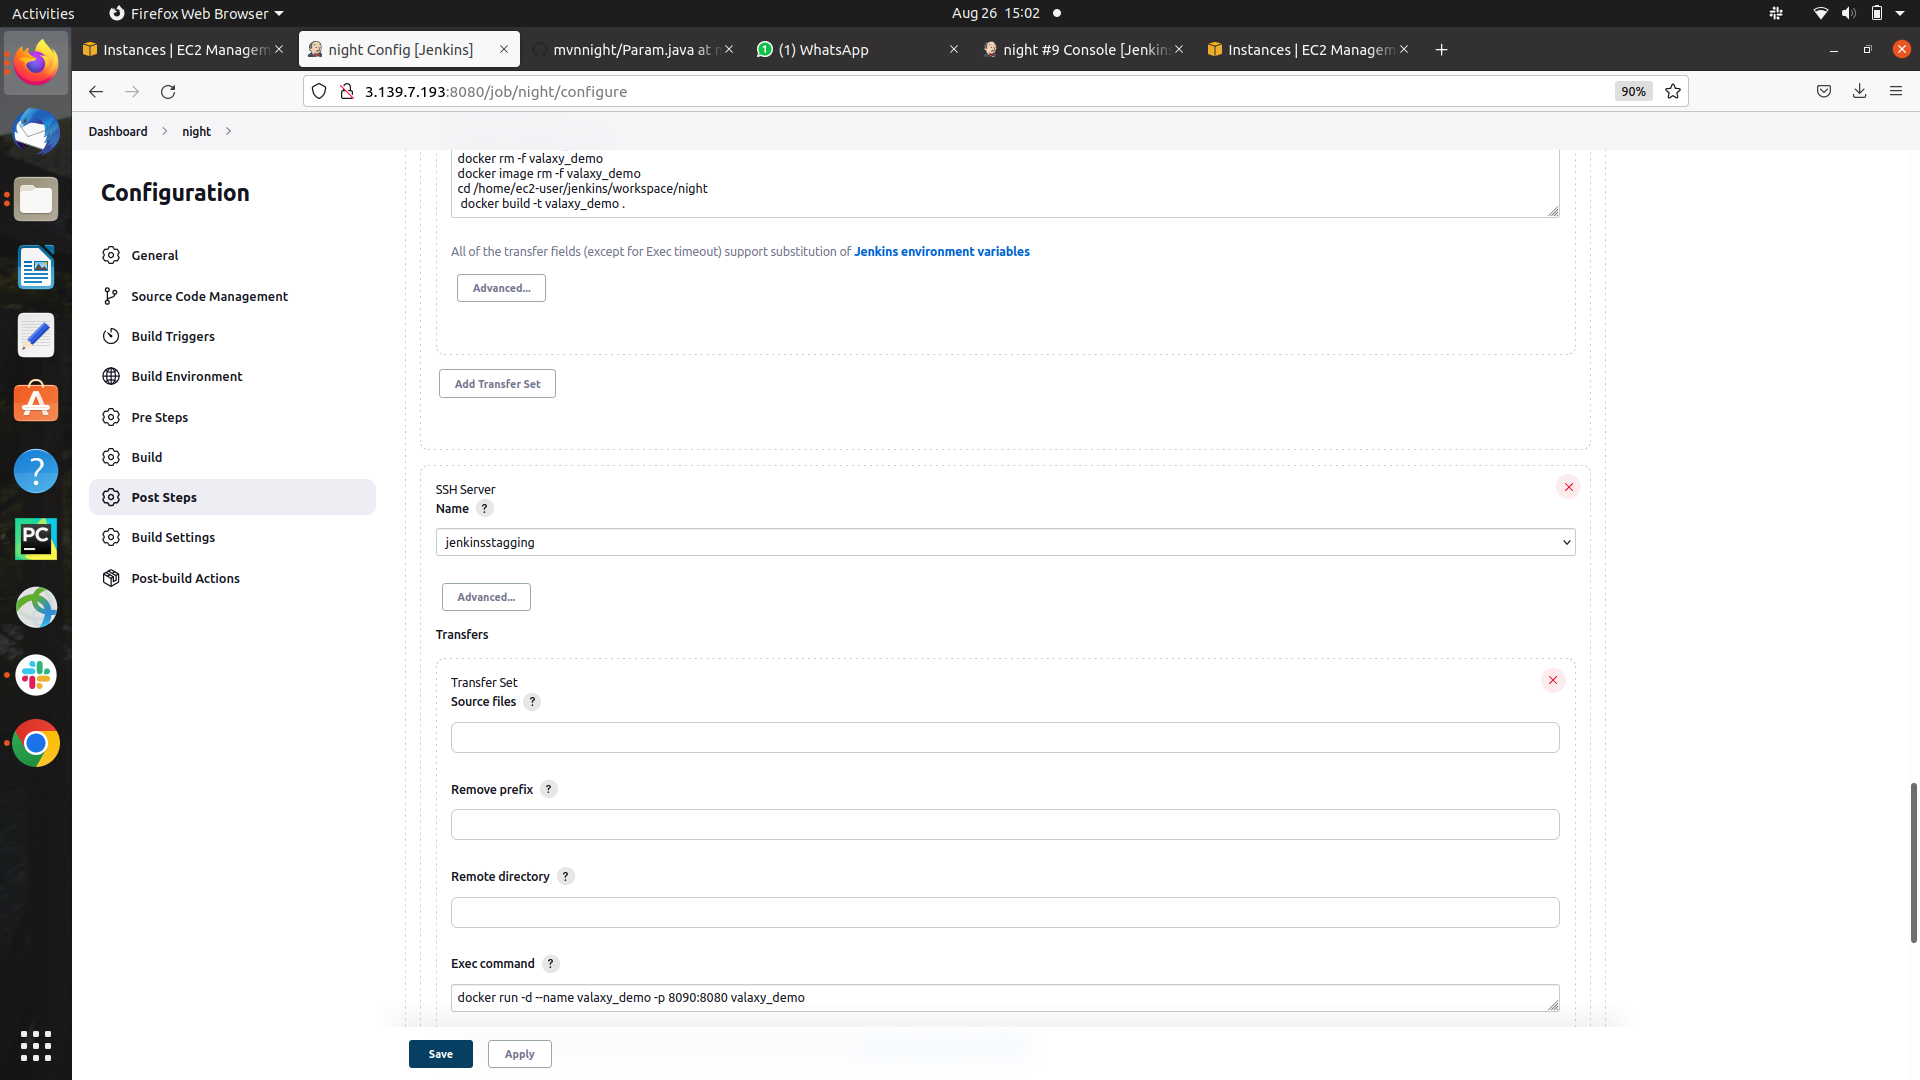 Activities
Firefox Web Browser
Aug 26 15:02
Instances | EC2 Managem
night Config [Jenkins]
mvnnight/Param.java at n
(1) WhatsApp
night #9 Console [Jenkins
Instances | EC2 Managem
3.139.7.193:8080/job/night/configure
90%
Dashboard
night
Configuration
General
Source Code Management
Build Triggers
Build Environment
Pre Steps
Build
Post Steps
Build Settings
Post-build Actions
docker rm -f valaxy_demo
docker image rm -f valaxy_demo
cd /home/ec2-user/jenkins/workspace/night
docker build -t valaxy_demo .
All of the transfer fields (except for Exec timeout) support substitution of Jenkins environment variables
Advanced...
Add Transfer Set
SSH Server
Name ?
jenkinsstagging
Advanced...
Transfers
Transfer Set
Source files ?
Remove prefix ?
Remote directory ?
Exec command ?
docker run -d --name valaxy_demo -p 8090:8080 valaxy_demo
Save
Apply
PC